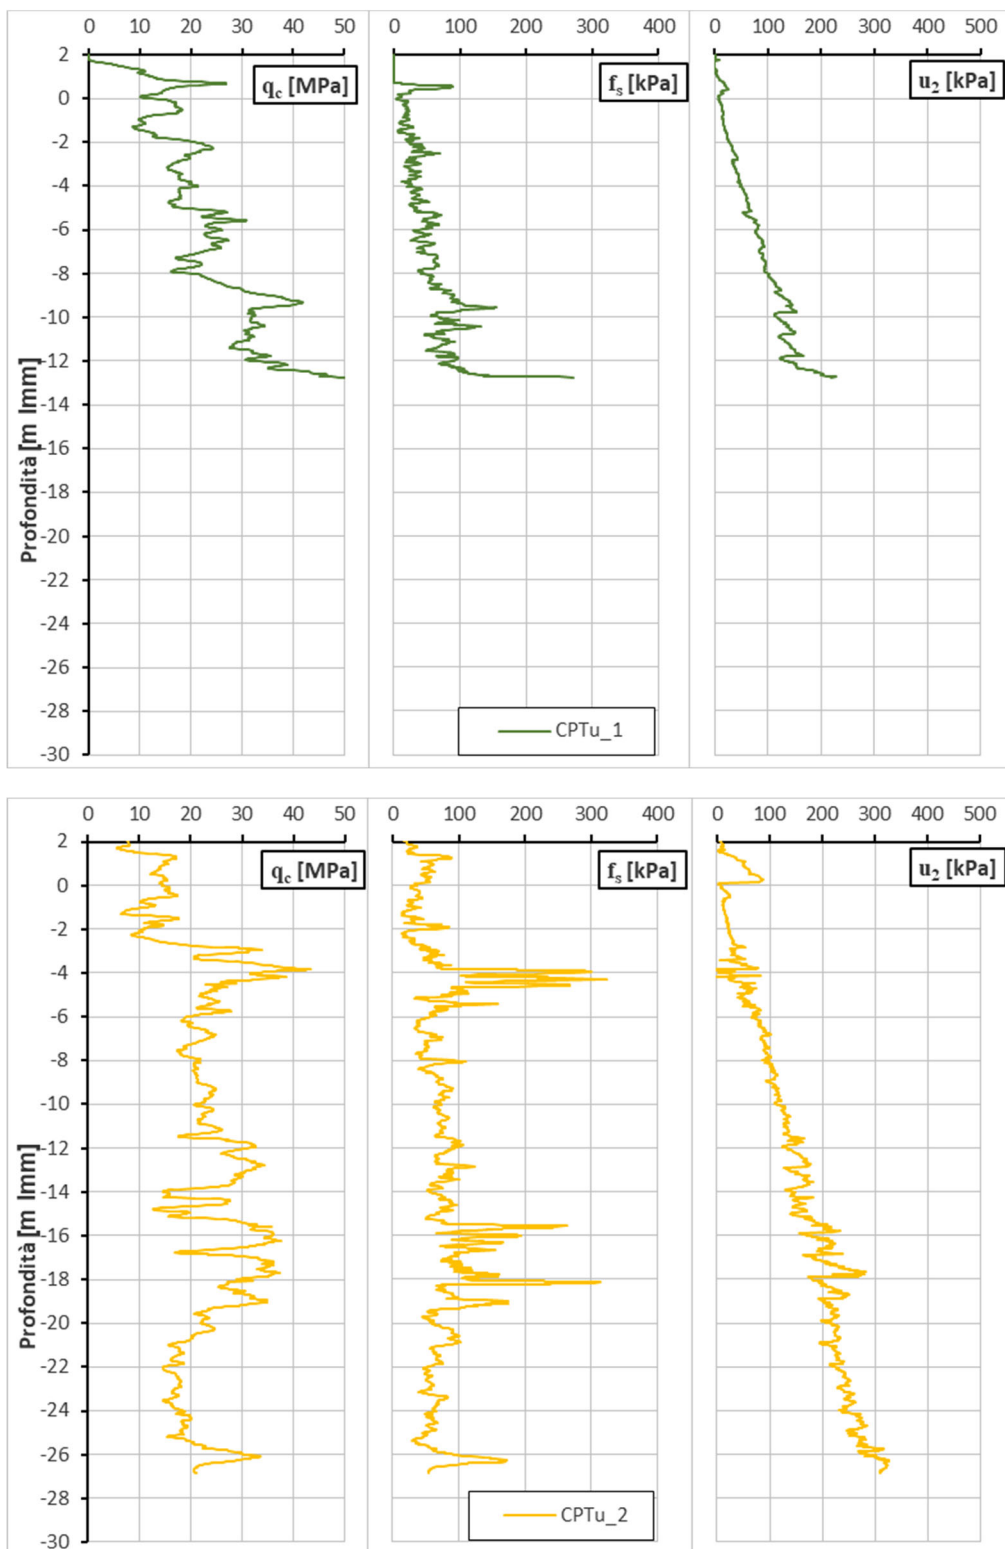 0 10 20 30 40 50
0 100 200 300 400
0 100 200 300 400 500
qc [MPa]
fs [kPa]
u2 [kPa]
2
0
-2
-4
-6
-8
-10
-12
-14
-16
-18
-20
-22
-24
-26
-28
-30
Profondità [m lmm]
CPTu_1
0 10 20 30 40 50
0 100 200 300 400
0 100 200 300 400 500
qc [MPa]
fs [kPa]
u2 [kPa]
2
0
-2
-4
-6
-8
-10
-12
-14
-16
-18
-20
-22
-24
-26
-28
-30
Profondità [m lmm]
CPTu_2